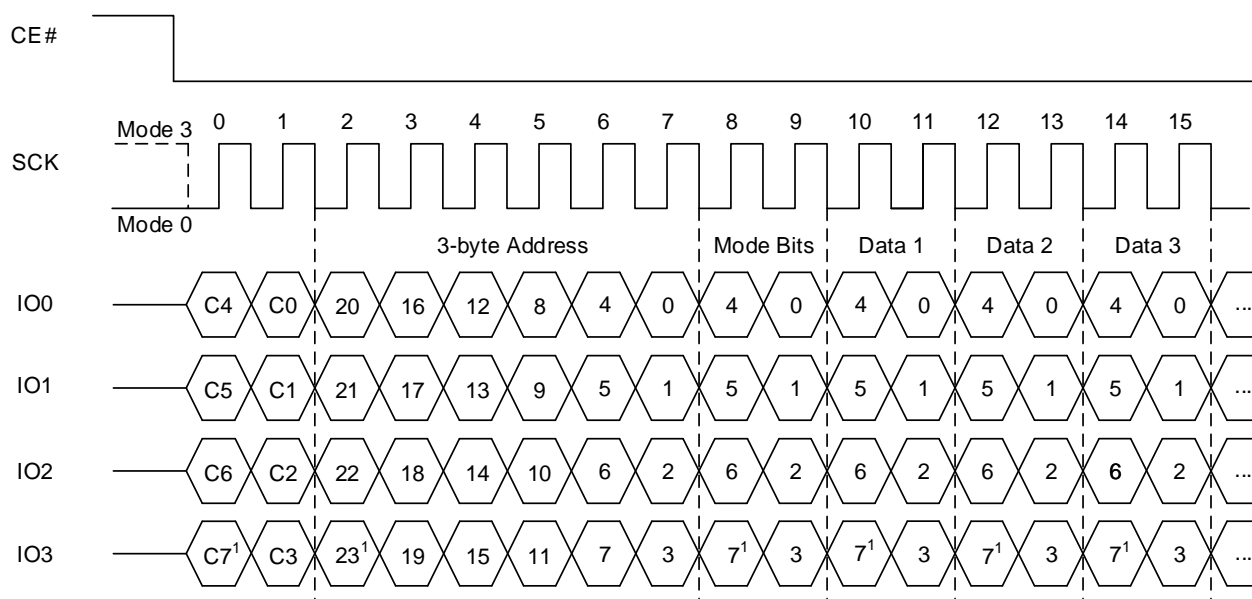 CE#
0 1 2 3 4 5 6 7 8 9 10 11 12 13 14 15
Mode 3
SCK
Mode 0
3-byte Address Mode Bits Data 1 Data 2 Data 3
IO0 C4 C0 20 16 12 8 4 0 4 0 4 0 4 0 4 0 ...
IO1 C5 C1 21 17 13 9 5 1 5 1 5 1 5 1 5 1 ...
IO2 C6 C2 22 18 14 10 6 2 6 2 6 2 6 2 6 2 ...
IO3 C7¹ C3 23¹ 19 15 11 7 3 7¹ 3 7¹ 3 7¹ 3 7¹ 3 ...